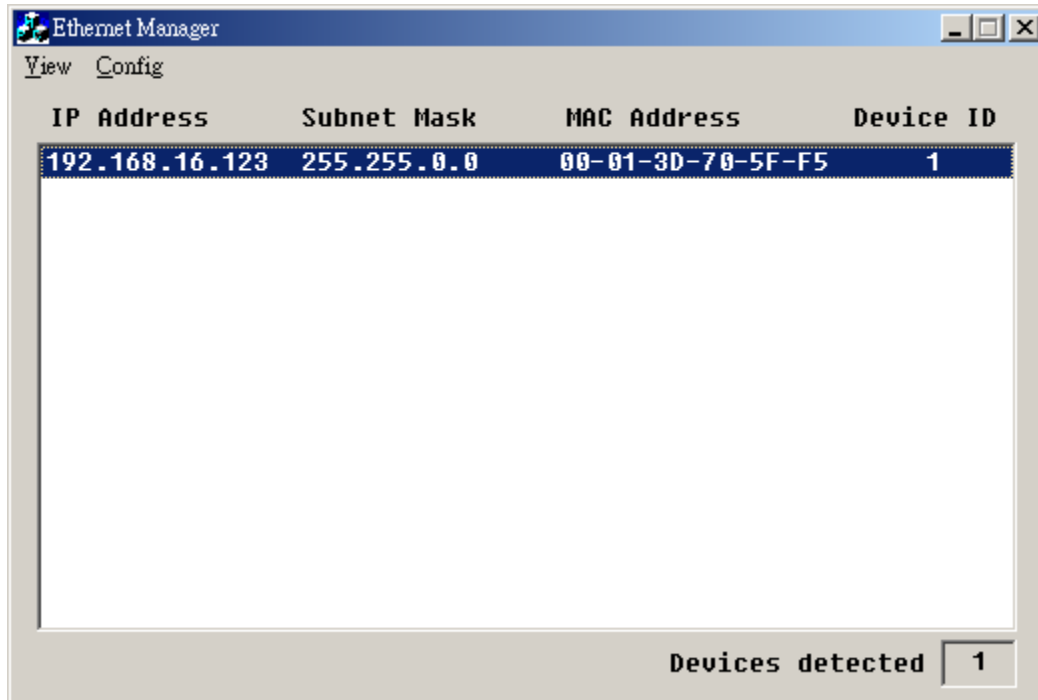 Ethernet Manager
View Config
IP Address Subnet Mask MAC Address Device ID
192.168.16.123 255.255.0.0 00-01-3D-70-5F-F5 1
Devices detected 1